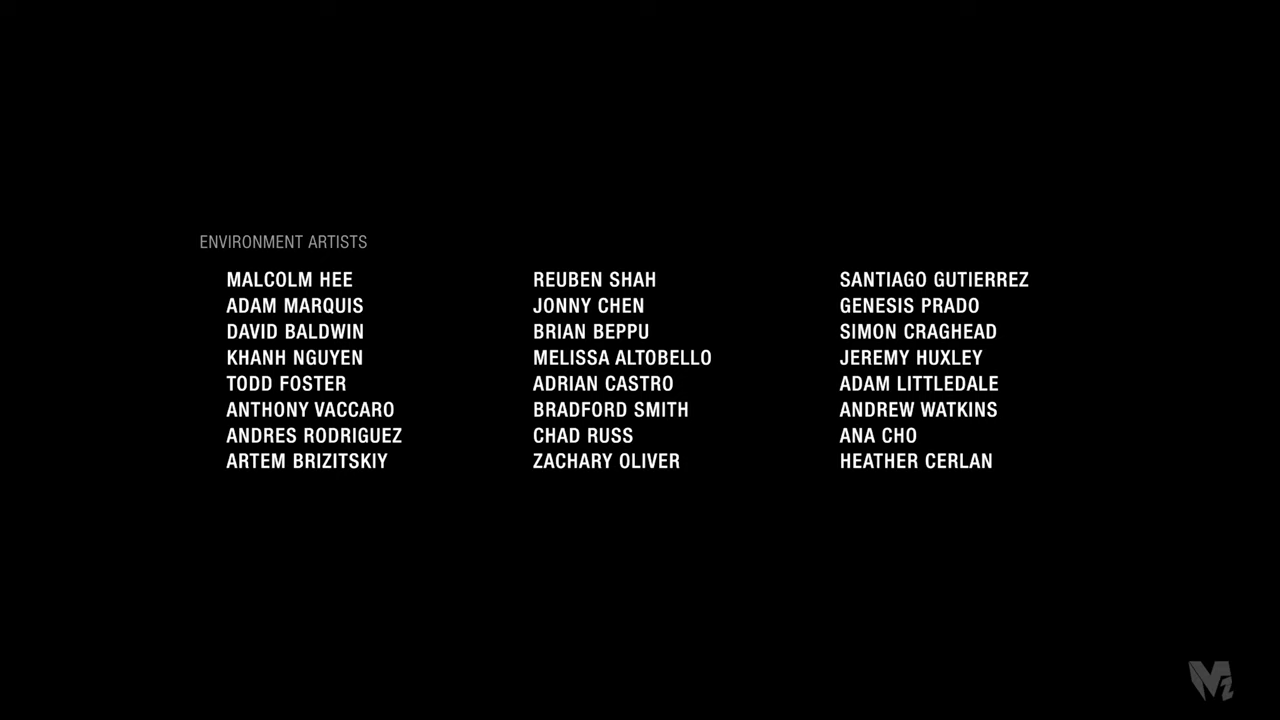 ENVIRONMENT ARTISTS
MALCOLM HEE
ADAM MARQUIS
DAVID BALDWIN
KHANH NGUYEN
TODD FOSTER
ANTHONY VACCARO
ANDRES RODRIGUEZ
ARTEM BRIZITSKIY
REUBEN SHAH
JONNY CHEN
BRIAN BEPPU
MELISSA ALTOBELLO
ADRIAN CASTRO
BRADFORD SMITH
CHAD RUSS
ZACHARY OLIVER
SANTIAGO GUTIERREZ
GENESIS PRADO
SIMON CRAGHEAD
JEREMY HUXLEY
ADAM LITTLEDALE
ANDREW WATKINS
ANA CHO
HEATHER CERLAN